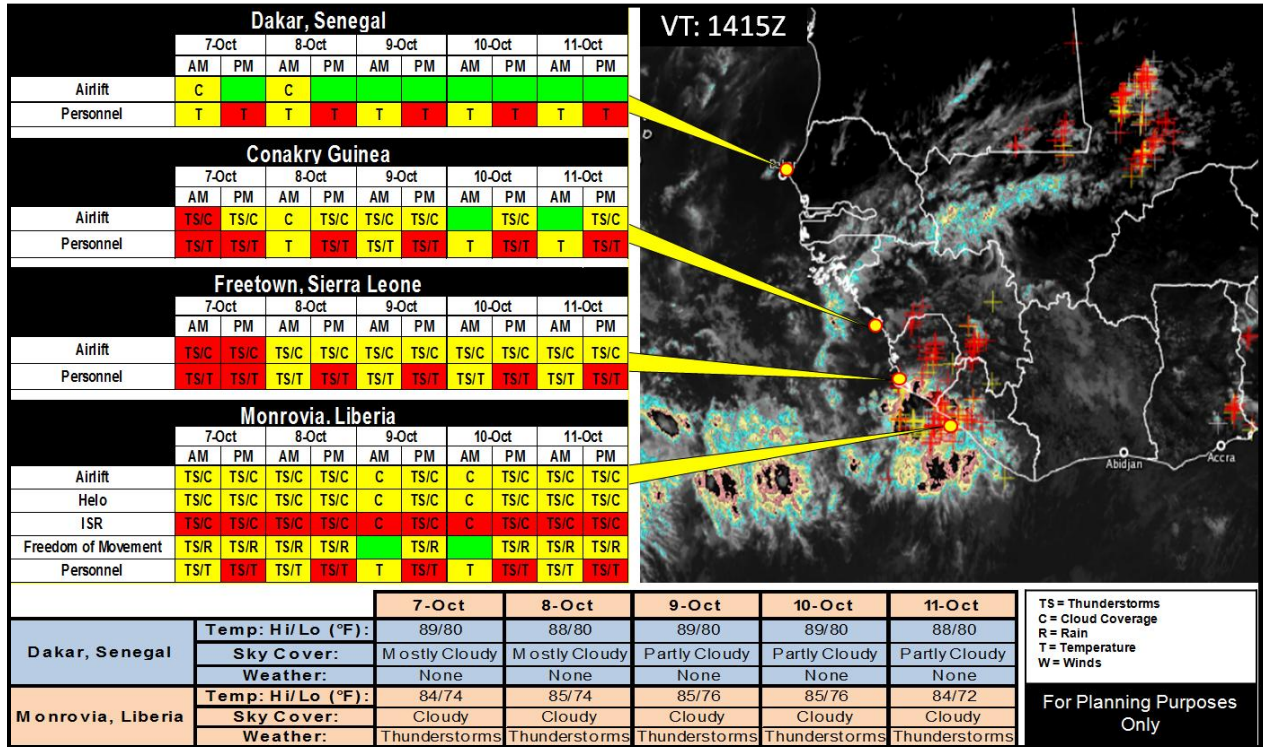 Dakar, Senegal
7-Oct 8-Oct 9-Oct 10-Oct 11-Oct
AM PM AM PM AM PM AM PM AM PM
Airlift C C
Personnel T T T T T T T T T T
Conakry Guinea
7-Oct 8-Oct 9-Oct 10-Oct 11-Oct
AM PM AM PM AM PM AM PM AM PM
Airlift TS/C TS/C C TS/C TS/C TS/C TS/C TS/C
Personnel TS/T TS/T T TS/T TS/T TS/T T TS/T T TS/T
Freetown, Sierra Leone
7-Oct 8-Oct 9-Oct 10-Oct 11-Oct
AM PM AM PM AM PM AM PM AM PM
Airlift TS/C TS/C TS/C TS/C TS/C TS/C TS/C TS/C TS/C TS/C
Personnel TS/T TS/T TS/T TS/T TS/T TS/T TS/T TS/T TS/T TS/T
Monrovia, Liberia
7-Oct 8-Oct 9-Oct 10-Oct 11-Oct
AM PM AM PM AM PM AM PM AM PM
Airlift TS/C TS/C TS/C TS/C C TS/C C TS/C TS/C TS/C
Helo TS/C TS/C TS/C TS/C C TS/C C TS/C TS/C TS/C
ISR TS/C TS/C TS/C TS/C C TS/C C TS/C TS/C TS/C
Freedom of Movement TS/R TS/R TS/R TS/R TS/R TS/R TS/R TS/R
Personnel TS/T TS/T TS/T TS/T T TS/T T TS/T TS/T TS/T
VT: 1415Z
Abidjan
Accra
7-Oct 8-Oct 9-Oct 10-Oct 11-Oct
Dakar, Senegal
Temp: Hi/Lo (°F): 89/80 88/80 89/80 89/80 88/80
Sky Cover: Mostly Cloudy Mostly Cloudy Partly Cloudy Partly Cloudy Partly Cloudy
Weather: None None None None None
Monrovia, Liberia
Temp: Hi/Lo (°F): 84/74 85/74 85/76 85/76 84/72
Sky Cover: Cloudy Cloudy Cloudy Cloudy Cloudy
Weather: Thunderstorms Thunderstorms Thunderstorms Thunderstorms Thunderstorms
TS = Thunderstorms
C = Cloud Coverage
R = Rain
T = Temperature
W = Winds
For Planning Purposes
Only